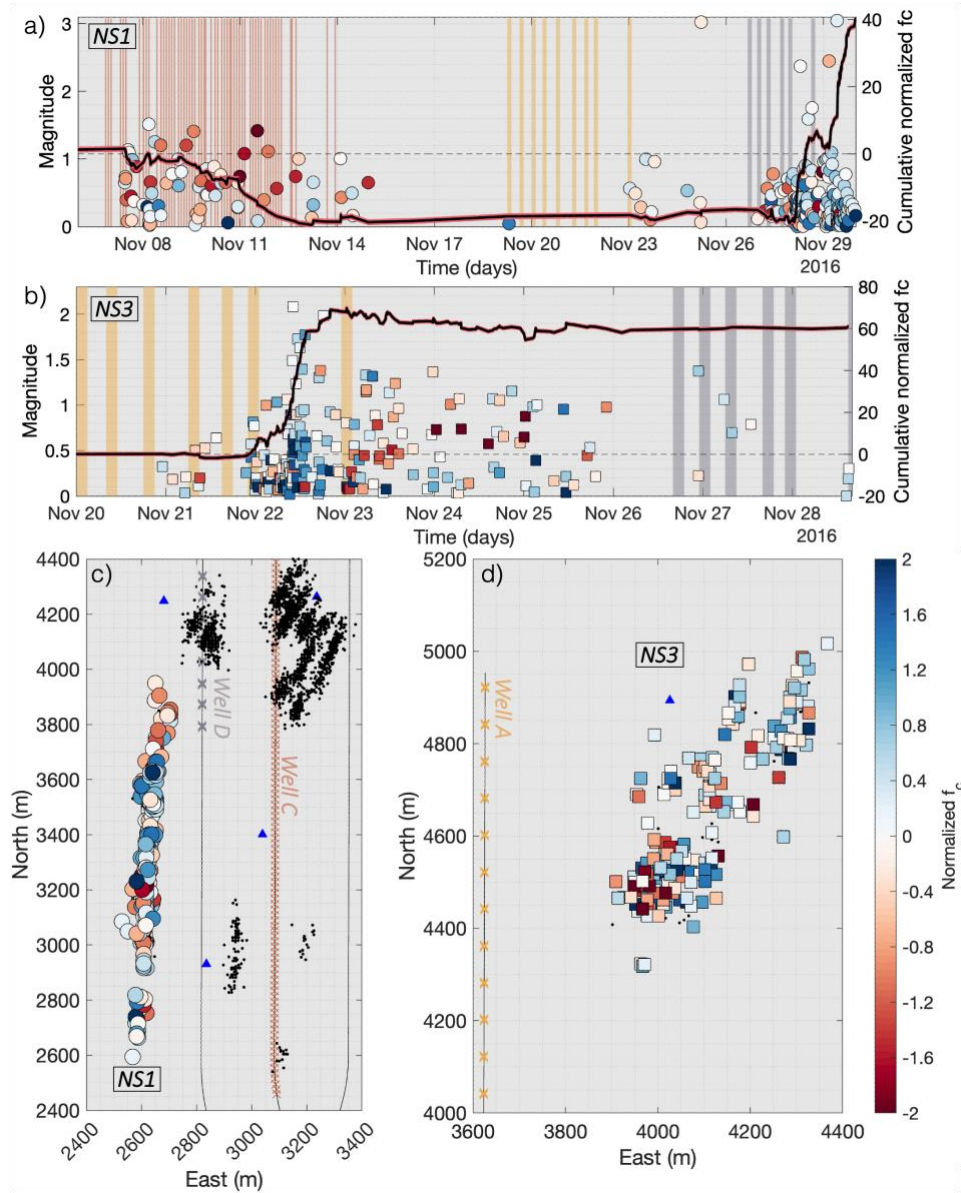 a)
NS1
Magnitude
3
2
1
0
Cumulative normalized fc
40
20
0
-20
Nov 08 Nov 11 Nov 14 Nov 17 Nov 20 Nov 23 Nov 26 Nov 29
Time (days)
2016
b)
NS3
Magnitude
2
1.5
1
0.5
0
Cumulative normalized fc
80
60
40
20
0
-20
Nov 20 Nov 21 Nov 22 Nov 23 Nov 24 Nov 25 Nov 26 Nov 27 Nov 28
Time (days)
2016
c)
North (m)
4400
4200
4000
3800
3600
3400
3200
3000
2800
2600
2400
Well D
Well C
NS1
2400 2600 2800 3000 3200 3400
East (m)
d)
NS3
North (m)
5200
5000
4800
4600
4400
4200
4000
Well A
3600 3800 4000 4200 4400
East (m)
Normalized fc
2
1.6
1.2
0.8
0.4
0
-0.4
-0.8
-1.2
-1.6
-2